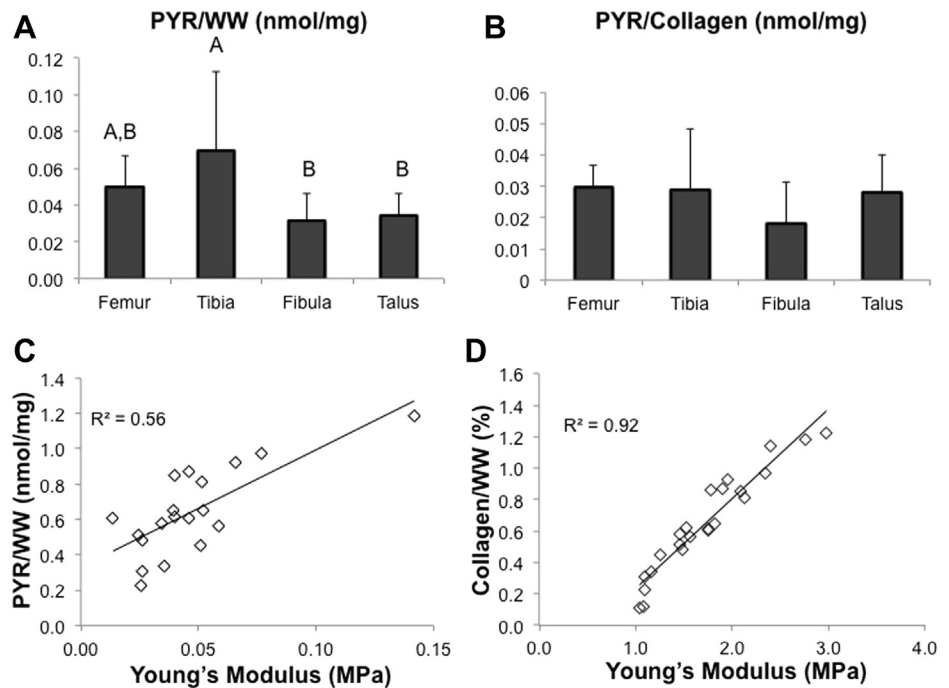 A PYR/WW (nmol/mg)
0.12
0.10
0.08
0.06
0.04
0.02
0.00
A,B
A
B
B
Femur Tibia Fibula Talus
B PYR/Collagen (nmol/mg)
0.06
0.05
0.04
0.03
0.02
0.01
0
Femur Tibia Fibula Talus
C
PYR/WW (nmol/mg)
1.4
1.2
1.0
0.8
0.6
0.4
0.2
0.0
R² = 0.56
0.00 0.05 0.10 0.15
Young's Modulus (MPa)
D
Collagen/WW (%)
1.6
1.4
1.2
1.0
0.8
0.6
0.4
0.2
0.0
R² = 0.92
0.0 1.0 2.0 3.0 4.0
Young's Modulus (MPa)